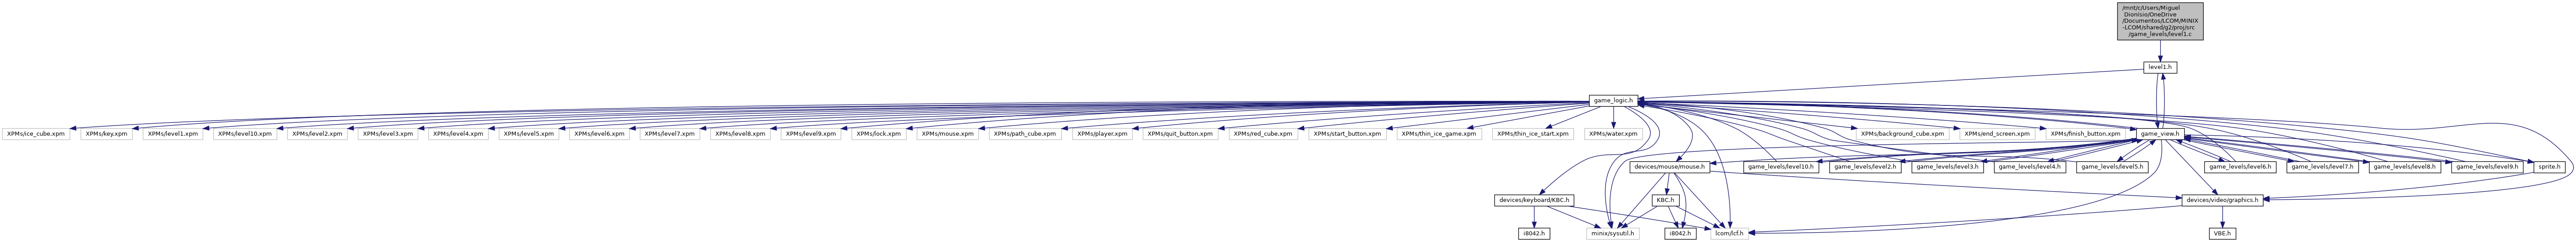 /mnt/c/Users/Miguel
Dionísio/OneDrive
/Documentos/LCOM/MINIX
-LCOM/shared/g2/proj/src
/game_levels/level1.c
level1.h
game_logic.h
XPMs/ice_cube.xpm
XPMs/key.xpm
XPMs/level1.xpm
XPMs/level10.xpm
XPMs/level2.xpm
XPMs/level3.xpm
XPMs/level4.xpm
XPMs/level5.xpm
XPMs/level6.xpm
XPMs/level7.xpm
XPMs/level8.xpm
XPMs/level9.xpm
XPMs/lock.xpm
XPMs/mouse.xpm
XPMs/path_cube.xpm
XPMs/player.xpm
XPMs/quit_button.xpm
XPMs/red_cube.xpm
XPMs/start_button.xpm
XPMs/thin_ice_game.xpm
XPMs/thin_ice_start.xpm
XPMs/water.xpm
XPMs/background_cube.xpm
XPMs/end_screen.xpm
XPMs/finish_button.xpm
game_view.h
devices/mouse/mouse.h
game_levels/level10.h
game_levels/level2.h
game_levels/level3.h
game_levels/level4.h
game_levels/level5.h
game_levels/level6.h
game_levels/level7.h
game_levels/level8.h
game_levels/level9.h
sprite.h
devices/keyboard/KBC.h
KBC.h
devices/video/graphics.h
i8042.h
minix/sysutil.h
i8042.h
lcom/lcf.h
VBE.h